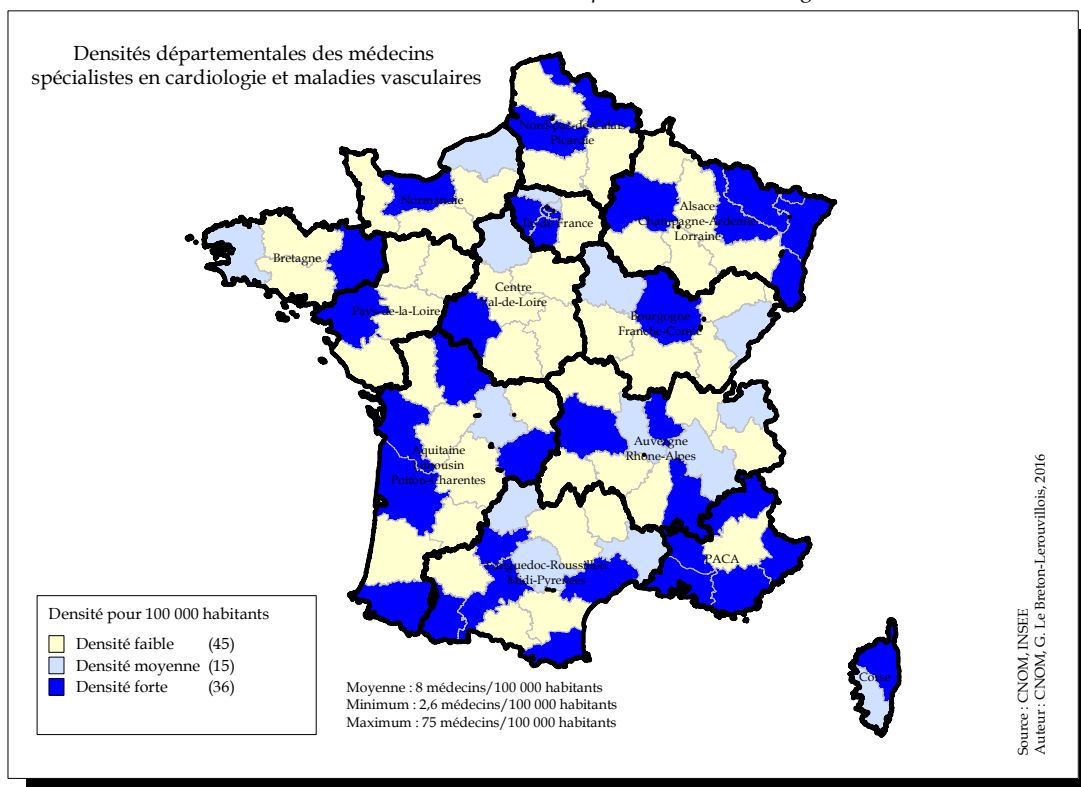 Densités départementales des médecins
spécialistes en cardiologie et maladies vasculaires
Nord-pas-de-Calais
Picardie
Normandie
Ile-de-France
Alsace
Champagne-Ardenne
Lorraine
Bretagne
Centre
Val-de-Loire
Pays-de-la-Loire
Bourgogne
Franche-Comté
Auvergne
Rhone-Alpes
Aquitaine
Limousin
Poitou-Charentes
PACA
Languedoc-Roussillon
Midi-Pyrénées
Corse
Densité pour 100 000 habitants
Densité faible (45)
Densité moyenne (15)
Densité forte (36)
Moyenne : 8 médecins/100 000 habitants
Minimum : 2,6 médecins/100 000 habitants
Maximum : 75 médecins/100 000 habitants
Source : CNOM, INSEE
Auteur : CNOM, G. Le Breton-Lerouvillois, 2016